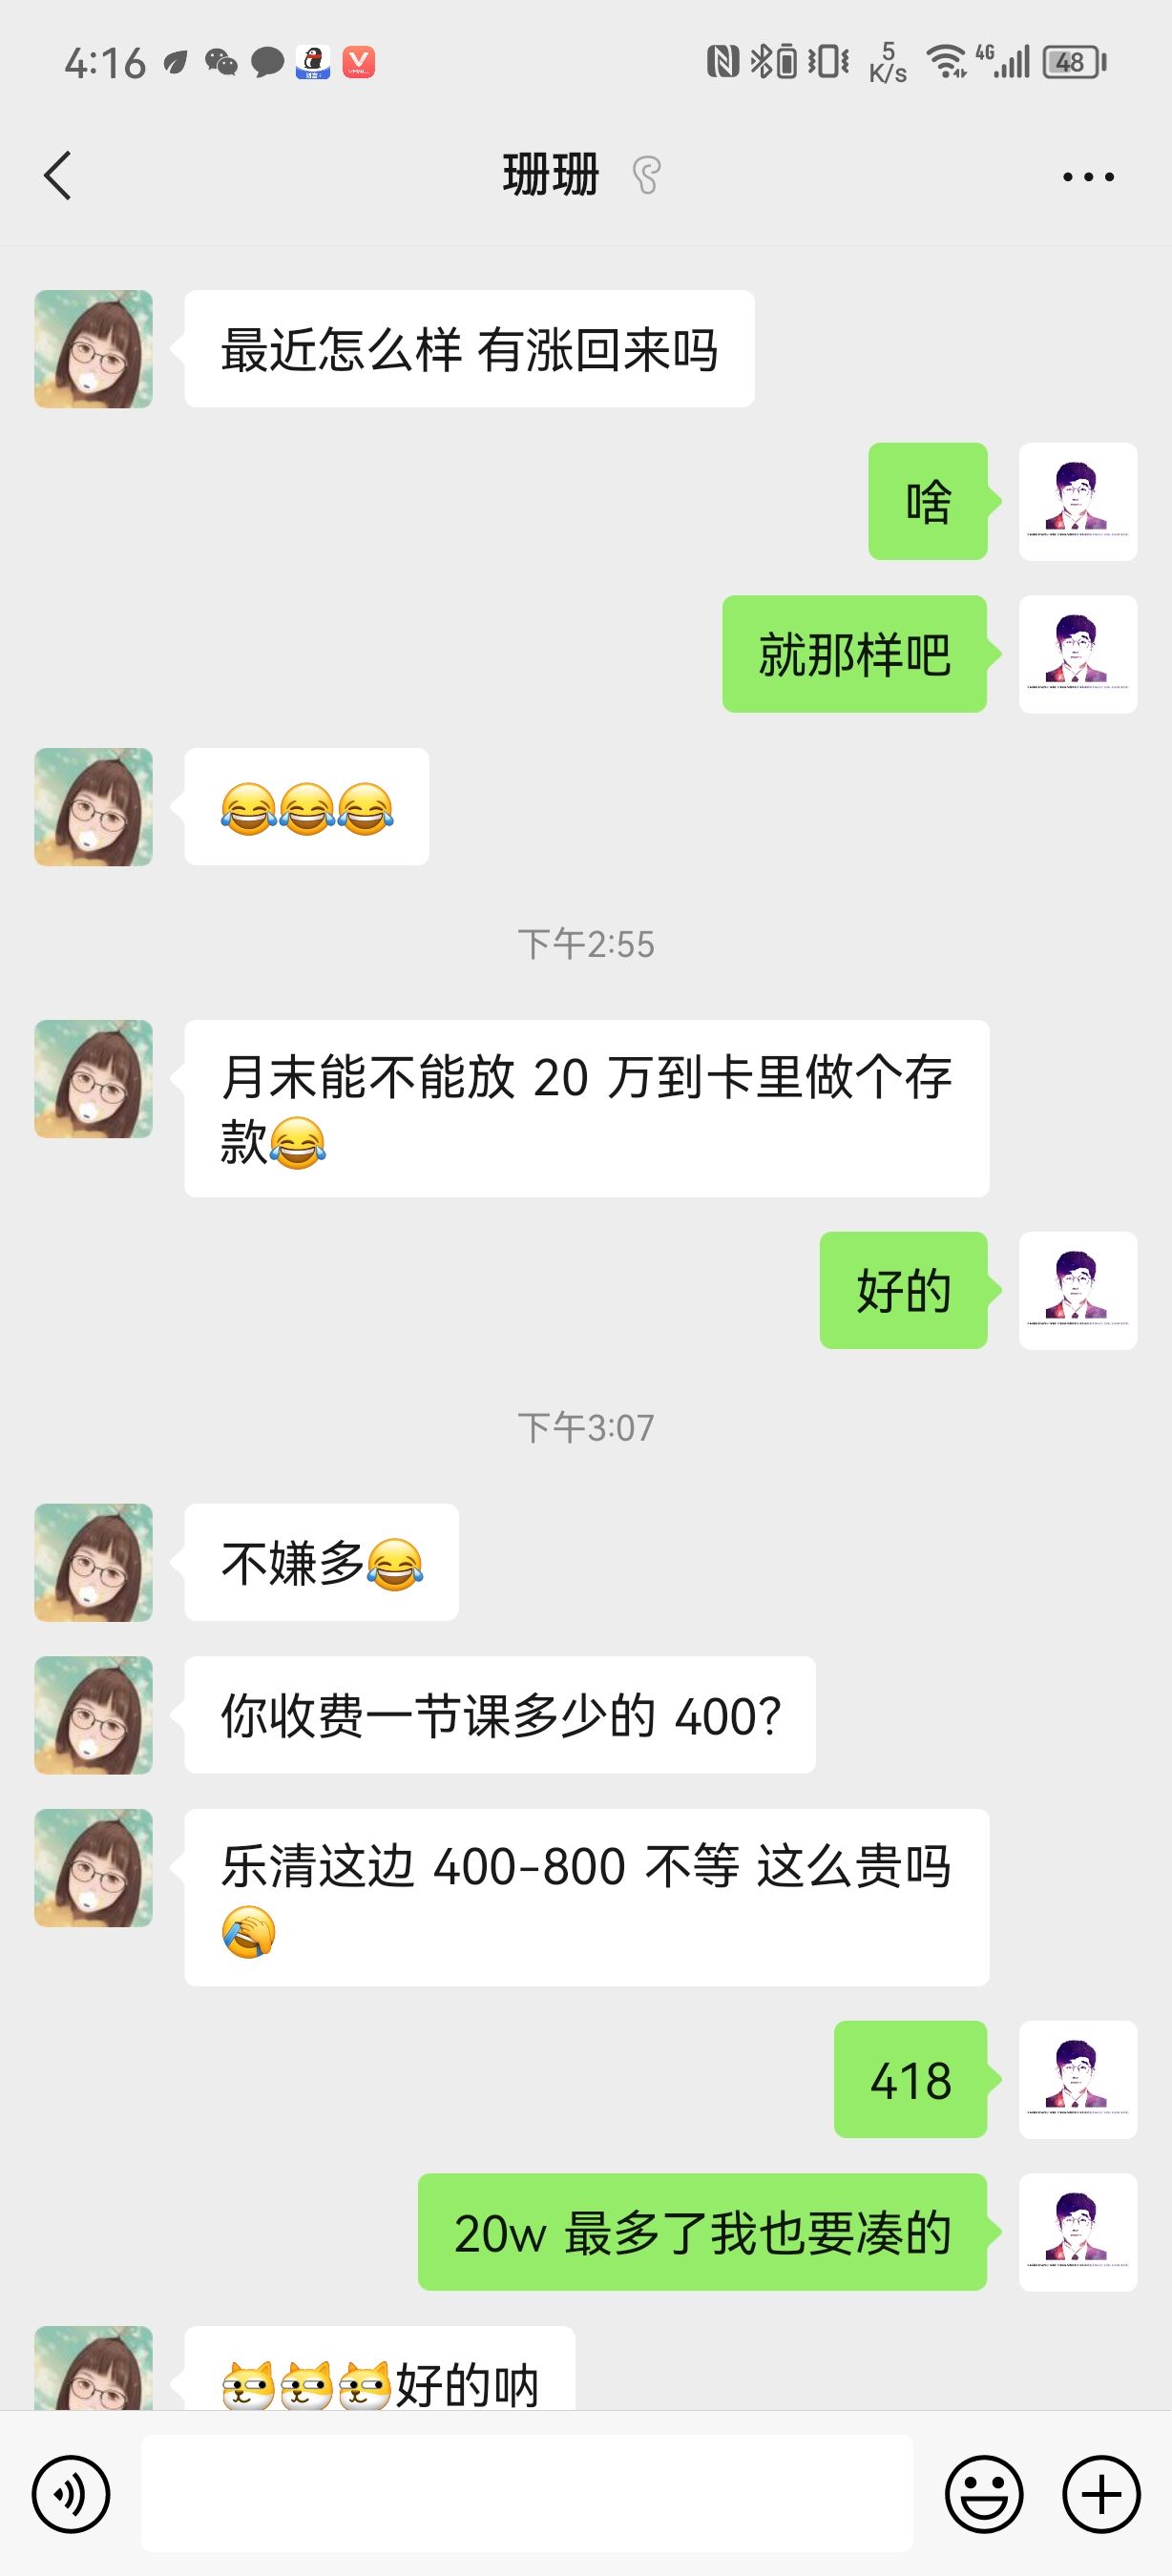 4:16
5
K/s
4G
48
珊珊
最近怎么样 有涨回来吗
啥
就那样吧
😂😂😂
下午2:55
月末能不能放 20 万到卡里做个存
款😂
好的
下午3:07
不嫌多😂
你收费一节课多少的 400?
乐清这边 400-800 不等 这么贵吗
418
20w 最多了我也要凑的
好的呐